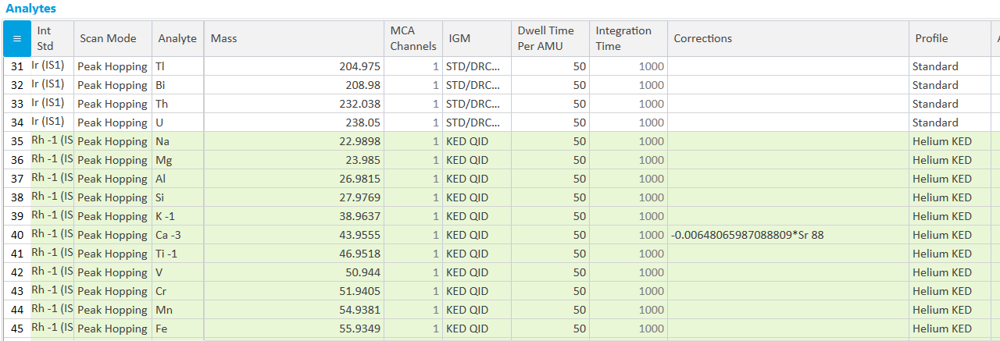 Analytes
Int Std Scan Mode Analyte Mass MCA Channels IGM Dwell Time Per AMU Integration Time Corrections Profile
31 Ir (IS1) Peak Hopping Tl 204.975 1 STD/DRC... 50 1000 Standard
32 Ir (IS1) Peak Hopping Bi 208.98 1 STD/DRC... 50 1000 Standard
33 Ir (IS1) Peak Hopping Th 232.038 1 STD/DRC... 50 1000 Standard
34 Ir (IS1) Peak Hopping U 238.05 1 STD/DRC... 50 1000 Standard
35 Rh -1 (IS Peak Hopping Na 22.9898 1 KED QID 50 1000 Helium KED
36 Rh -1 (IS Peak Hopping Mg 23.985 1 KED QID 50 1000 Helium KED
37 Rh -1 (IS Peak Hopping Al 26.9815 1 KED QID 50 1000 Helium KED
38 Rh -1 (IS Peak Hopping Si 27.9769 1 KED QID 50 1000 Helium KED
39 Rh -1 (IS Peak Hopping K -1 38.9637 1 KED QID 50 1000 Helium KED
40 Rh -1 (IS Peak Hopping Ca -3 43.9555 1 KED QID 50 1000 -0.00648065987088809*Sr 88 Helium KED
41 Rh -1 (IS Peak Hopping Ti -1 46.9518 1 KED QID 50 1000 Helium KED
42 Rh -1 (IS Peak Hopping V 50.944 1 KED QID 50 1000 Helium KED
43 Rh -1 (IS Peak Hopping Cr 51.9405 1 KED QID 50 1000 Helium KED
44 Rh -1 (IS Peak Hopping Mn 54.9381 1 KED QID 50 1000 Helium KED
45 Rh -1 (IS Peak Hopping Fe 55.9349 1 KED QID 50 1000 Helium KED